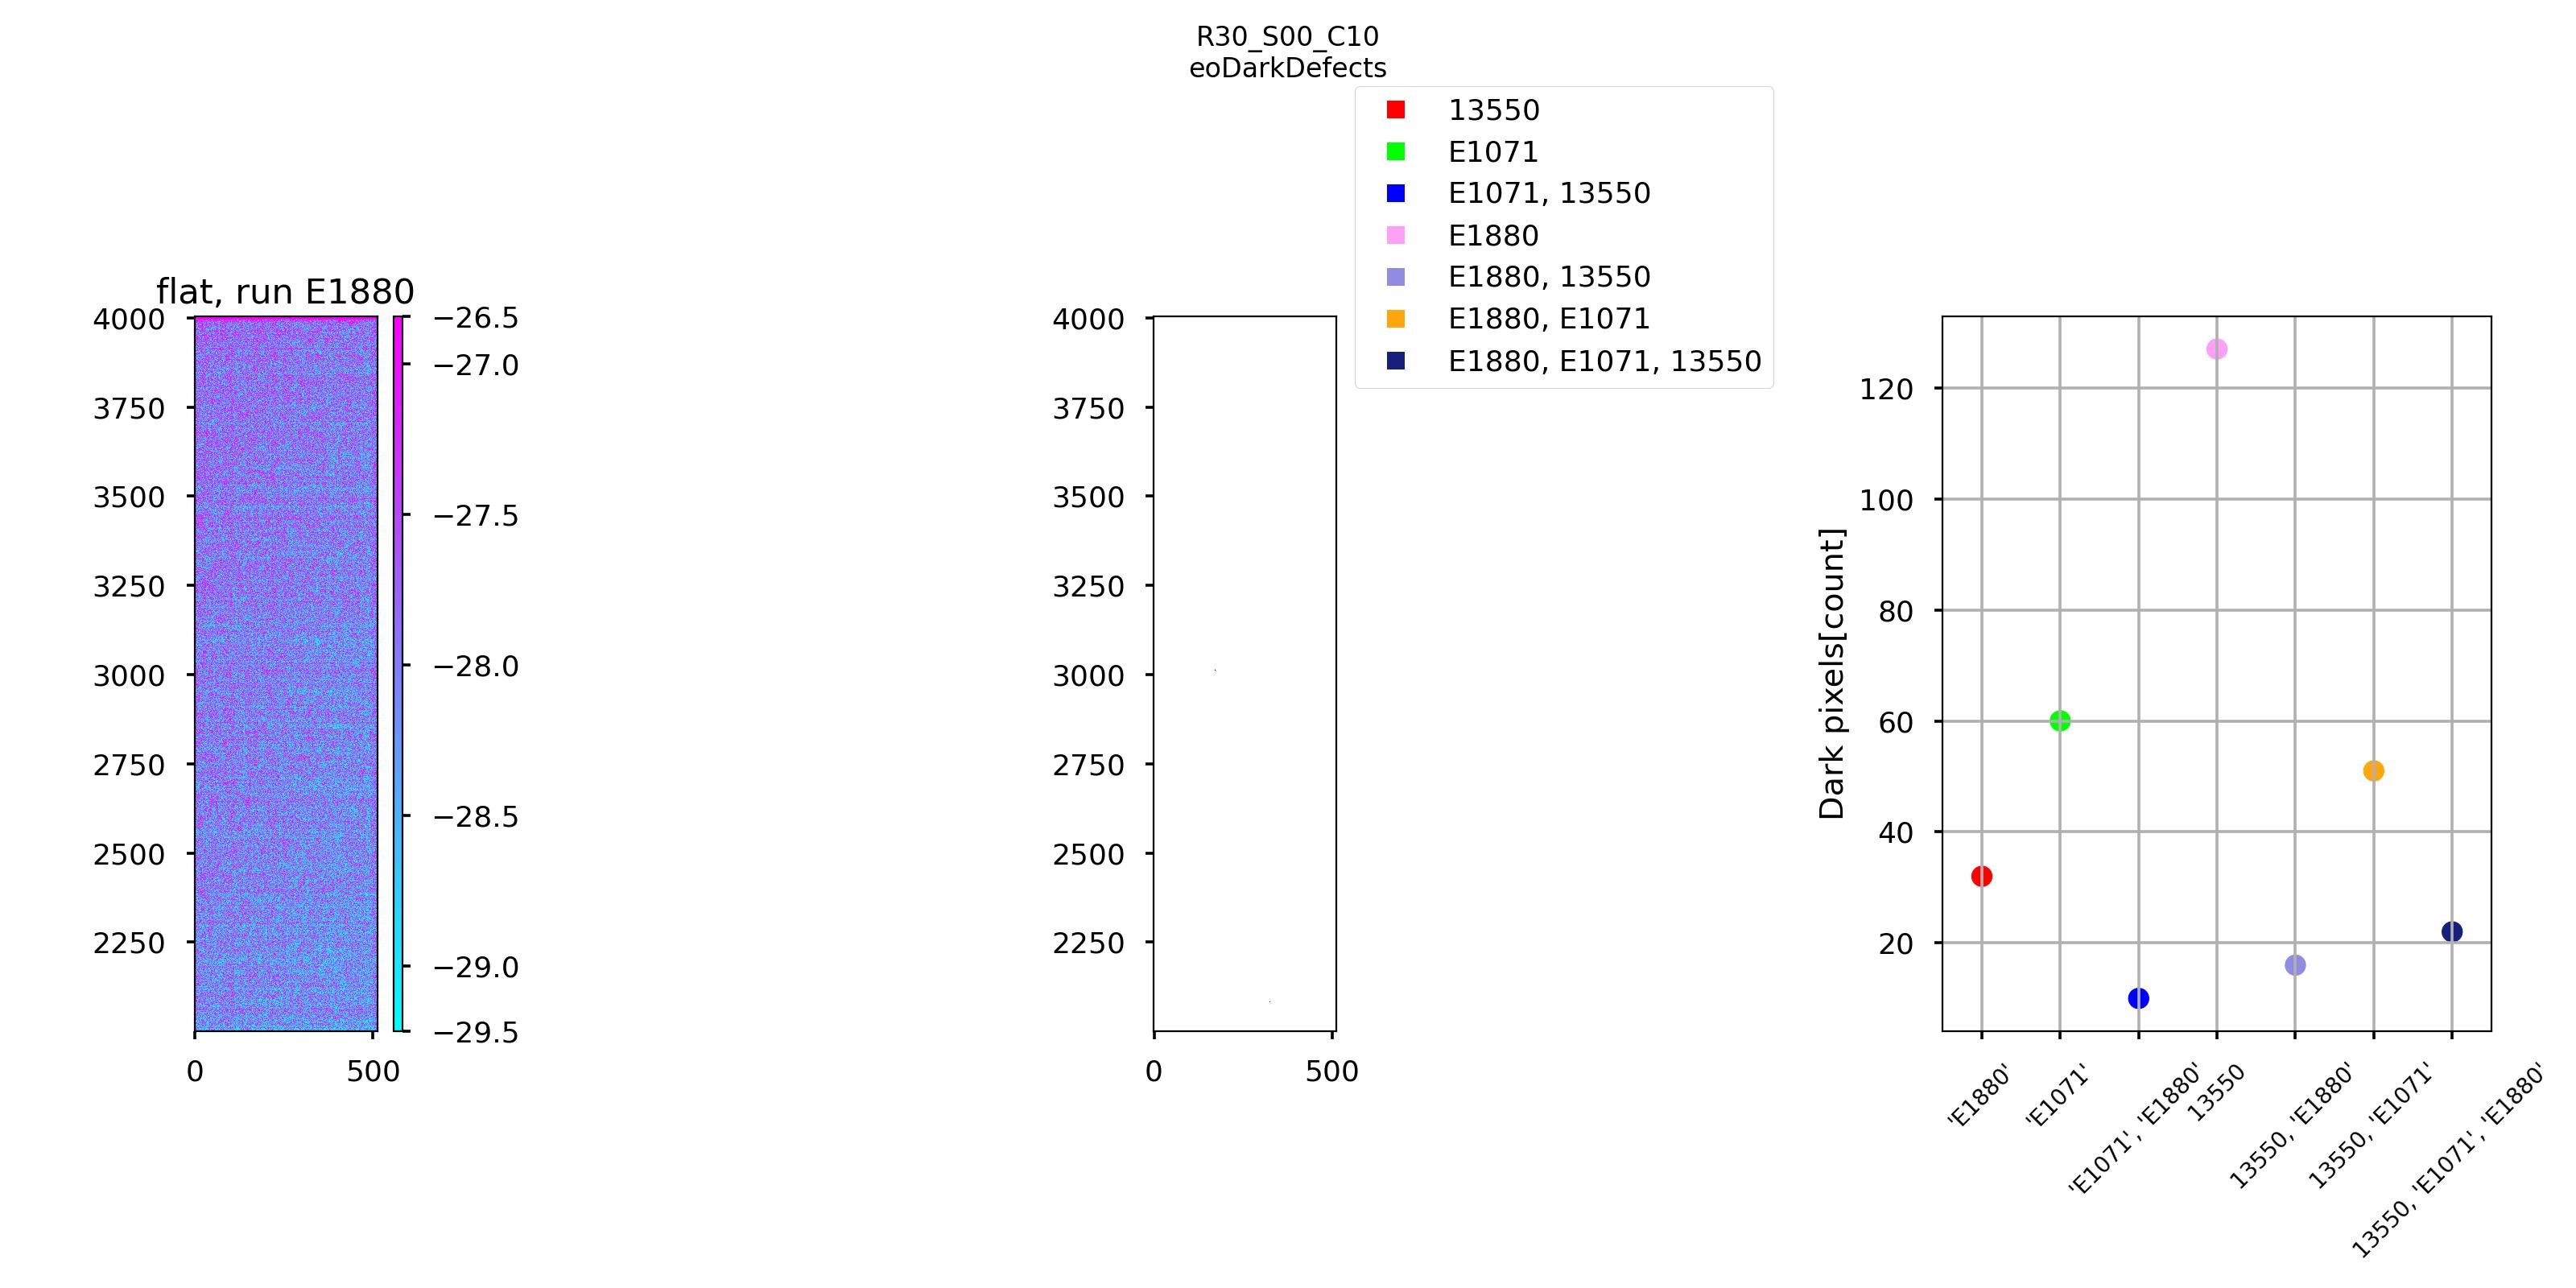 R30_S00_C10
eoDarkDefects
13550
E1071
E1071, 13550
E1880
E1880, 13550
E1880, E1071
E1880, E1071, 13550
flat, run E1880
4000
3750
3500
3250
3000
2750
2500
2250
0
500
−26.5
−27.0
−27.5
−28.0
−28.5
−29.0
−29.5
4000
3750
3500
3250
3000
2750
2500
2250
0
500
Dark pixels[count]
120
100
80
60
40
20
'E1880'
'E1071'
'E1071', 'E1880'
13550
13550, 'E1880'
13550, 'E1071'
13550, 'E1071', 'E1880'